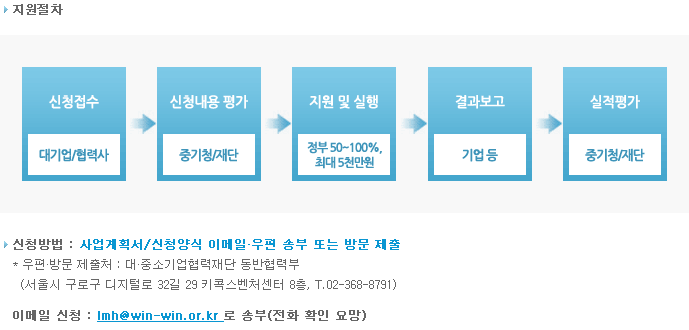 지원절차
신청접수
대기업/협력사
신청내용 평가
중기청/재단
지원 및 실행
정부 50~100%,
최대 5천만원
결과보고
기업 등
실적평가
중기청/재단
신청방법 : 사업계획서/신청양식 이메일·우편 송부 또는 방문 제출
* 우편·방문 제출처 : 대·중소기업협력재단 동반협력부
(서울시 구로구 디지털로 32길 29 키콕스벤처센터 8층, T.02-368-8791)
이메일 신청 : lmh@win-win.or.kr 로 송부(전화 확인 요망)